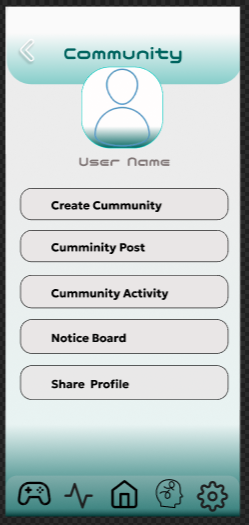 Community
User Name
Create Cummunity
Cumminity Post
Cummunity Activity
Notice Board
Share Profile